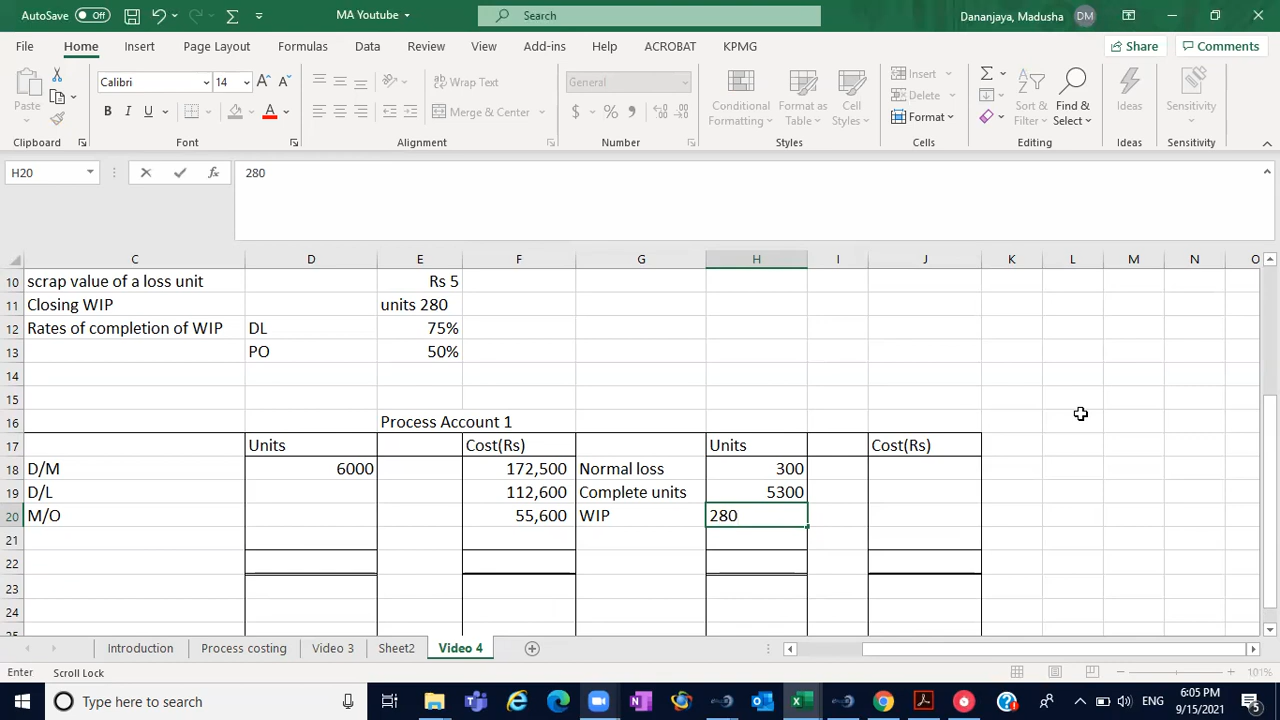 AutoSave Off MA Youtube Search Dananjaya, Madusha DM
File Home Insert Page Layout Formulas Data Review View Add-ins Help ACROBAT KPMG Share Comments
Paste Calibri 14 Wrap Text General Conditional Format as Cell Insert Sort & Find & Ideas Sensitivity
B I U A Merge & Center $ % Formatting Table Styles Delete Filter Select Format
Clipboard Font Alignment Number Styles Cells Editing Ideas Sensitivity
H20 fx 280
C D E F G H I J K L M N O
10 scrap value of a loss unit Rs 5
11 Closing WIP units 280
12 Rates of completion of WIP DL 75%
13 PO 50%
14
15
16 Process Account 1
17 Units Cost(Rs) Units Cost(Rs)
18 D/M 6000 172,500 Normal loss 300
19 D/L 112,600 Complete units 5300
20 M/O 55,600 WIP 280
21
22
23
24
25
Introduction Process costing Video 3 Sheet2 Video 4
Enter Scroll Lock 101%
Type here to search ENG 6:05 PM 9/15/2021 5